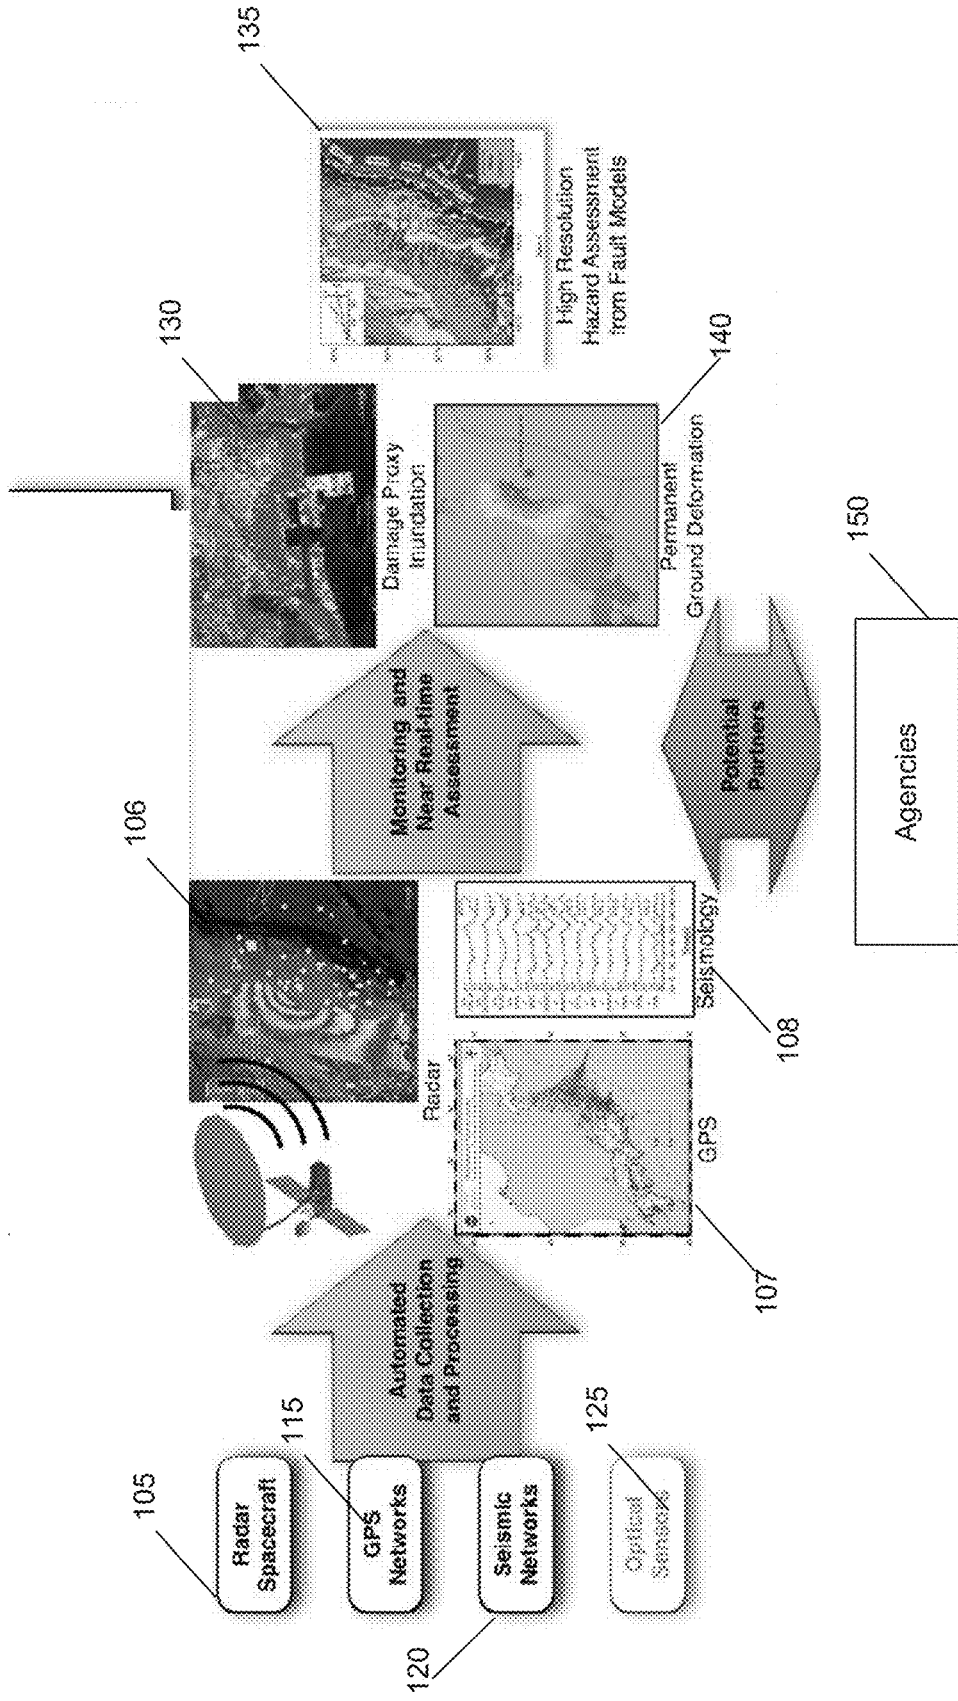 105
Radar
Spacecraft
115
GPS
Networks
120
Seismic
Networks
125
Optical
Sensors
Automated
Data Collection
and Processing
106
Radar
107
GPS
108
Seismology
Monitoring and
Near Real-time
Assessment
130
Damage Proxy
Inundation
140
Permanent
Ground Deformation
135
High Resolution
Hazard Assessment
from Fault Models
Potential
Partners
150
Agencies